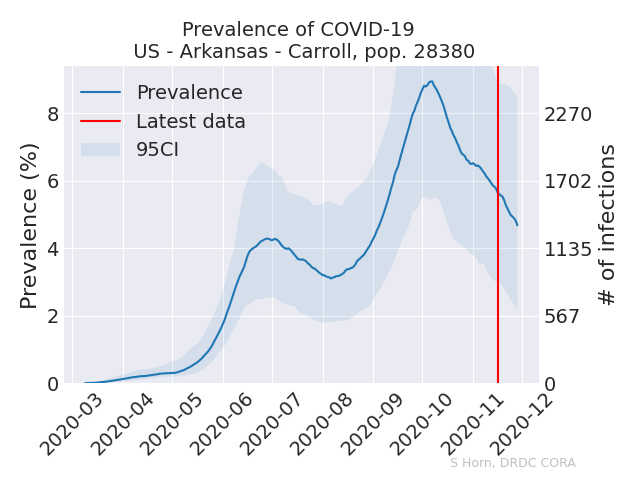 Prevalence of COVID-19
US - Arkansas - Carroll, pop. 28380
Prevalence
Latest data
95CI
Prevalence (%)
8
6
4
2
0
2270
1702
1135
567
0
# of infections
2020-03
2020-04
2020-05
2020-06
2020-07
2020-08
2020-09
2020-10
2020-11
2020-12
S Horn, DRDC CORA